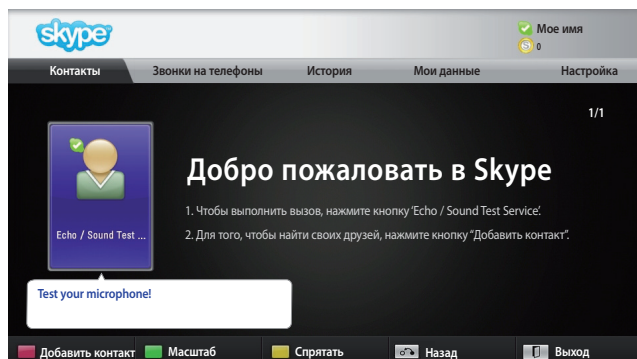 skype
Мое имя
0
Контакты Звонки на телефоны История Мои данные Настройка
1/1
Добро пожаловать в Skype
1. Чтобы выполнить вызов, нажмите кнопку 'Echo / Sound Test Service'.
2. Для того, чтобы найти своих друзей, нажмите кнопку "Добавить контакт".
Echo / Sound Test ...
Test your microphone!
Добавить контакт Масштаб Спрятать Назад Выход